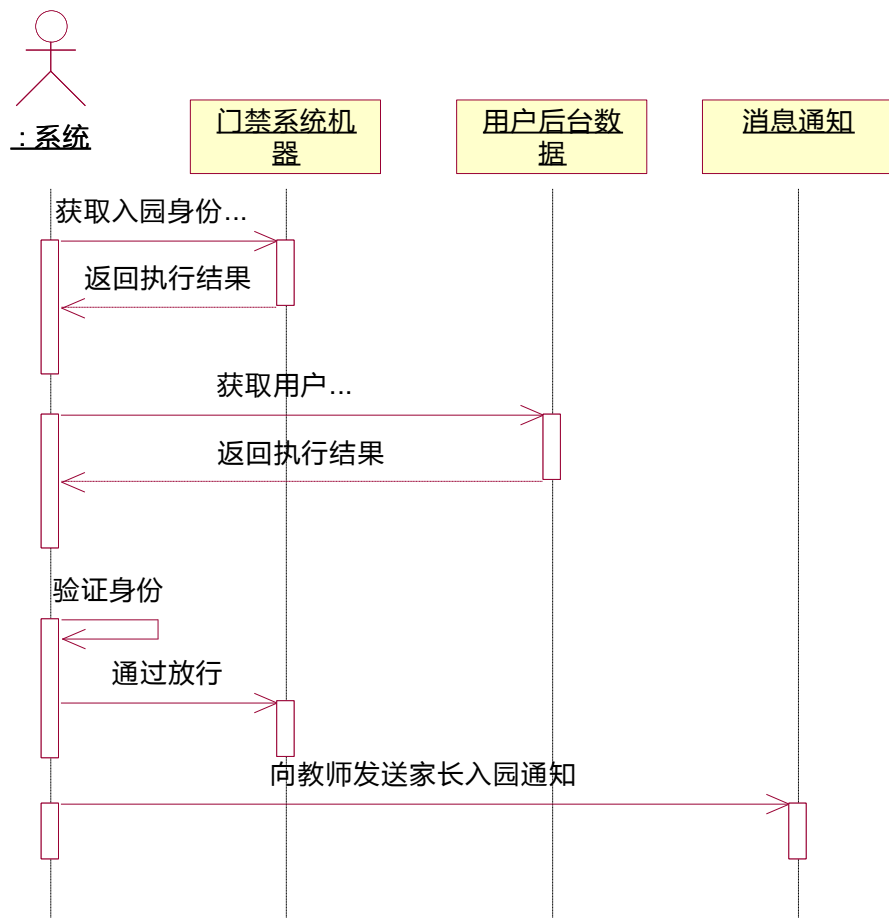 : 系统
门禁系统机
器
用户后台数
据
消息通知
获取入园身份...
返回执行结果
获取用户...
返回执行结果
验证身份
通过放行
向教师发送家长入园通知